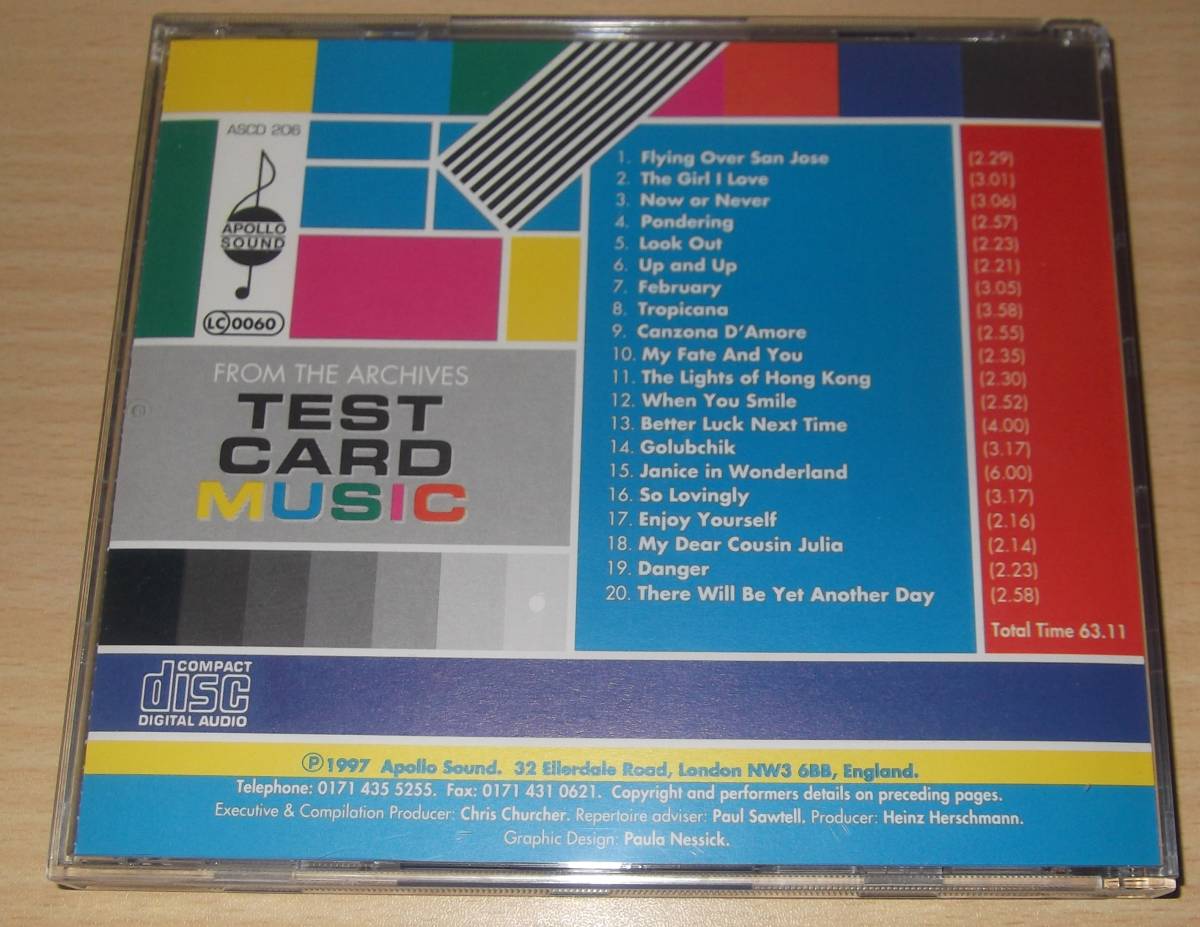 ASCD 206
APOLLO
SOUND
LC 0060
FROM THE ARCHIVES
TEST
CARD
MUSIC
1. Flying Over San Jose (2.29)
2. The Girl I Love (3.01)
3. Now or Never (3.06)
4. Pondering (2.57)
5. Look Out (2.23)
6. Up and Up (2.21)
7. February (3.05)
8. Tropicana (3.58)
9. Canzona D'Amore (2.55)
10. My Fate And You (2.35)
11. The Lights of Hong Kong (2.30)
12. When You Smile (2.52)
13. Better Luck Next Time (4.00)
14. Golubchik (3.17)
15. Janice in Wonderland (6.00)
16. So Lovingly (3.17)
17. Enjoy Yourself (2.16)
18. My Dear Cousin Julia (2.14)
19. Danger (2.23)
20. There Will Be Yet Another Day (2.58)
Total Time 63.11
COMPACT
disc
DIGITAL AUDIO
℗1997 Apollo Sound. 32 Ellerdale Road, London NW3 6BB, England.
Telephone: 0171 435 5255. Fax: 0171 431 0621. Copyright and performers details on preceding pages.
Executive & Compilation Producer: Chris Churcher. Repertoire adviser: Paul Sawtell. Producer: Heinz Herschmann.
Graphic Design: Paula Nessick.